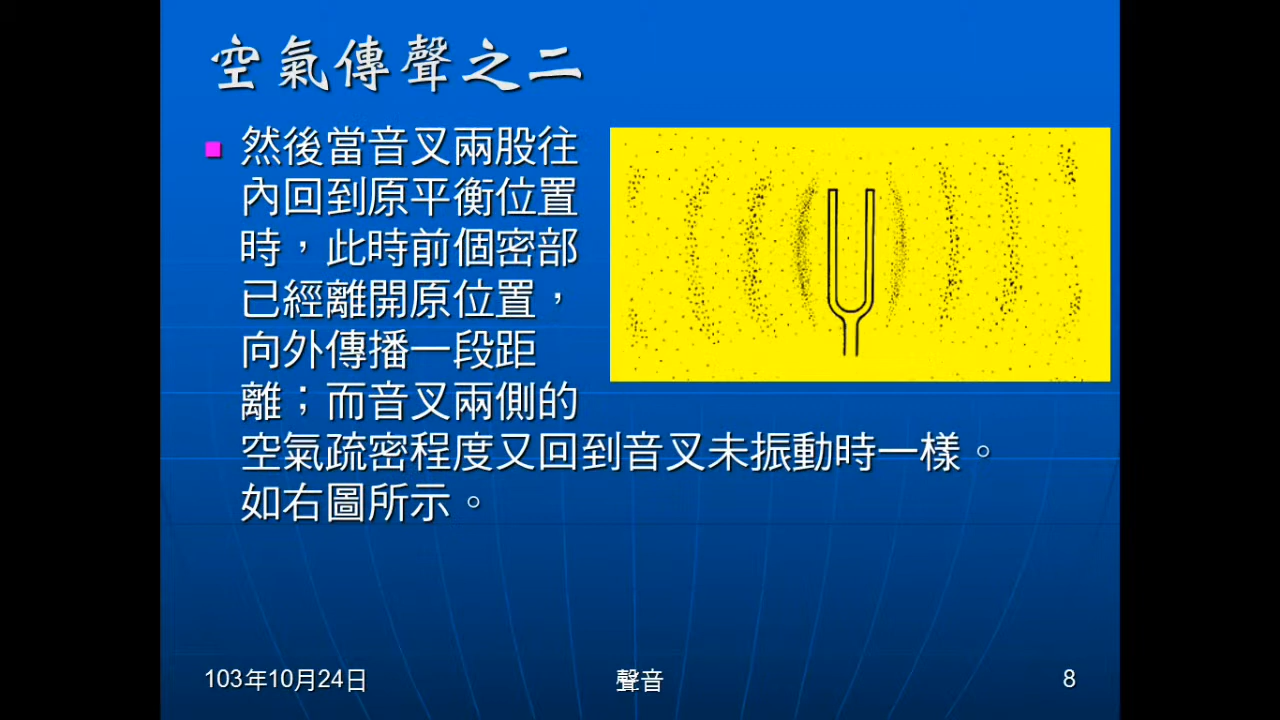 空氣傳聲之二
然後當音叉兩股往
內回到原平衡位置
時，此時前個密部
已經離開原位置，
向外傳播一段距
離；而音叉兩側的
空氣疏密程度又回到音叉未振動時一樣。
如右圖所示。
103年10月24日
聲音
8